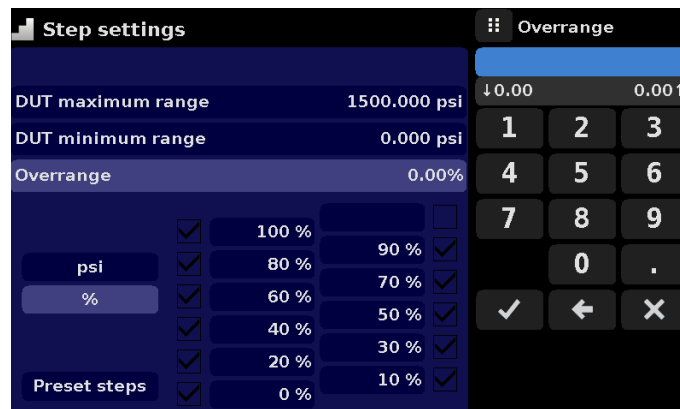 Step settings
DUT maximum range 1500.000 psi
DUT minimum range 0.000 psi
Overrange 0.00%
100 %
90 %
psi 80 %
70 %
% 60 %
50 %
40 %
30 %
20 %
10 %
Preset steps
0 %
Overrange
↓0.00 0.00↑
1 2 3
4 5 6
7 8 9
0 .